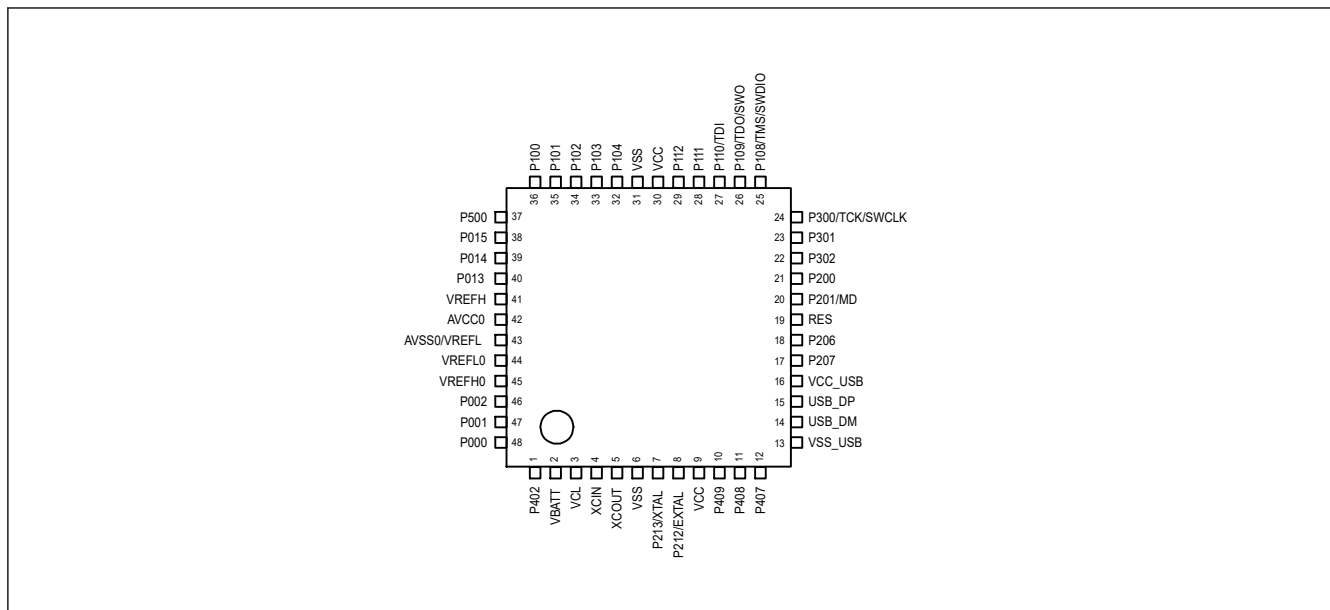 P100
P101
P102
P103
P104
VSS
VCC
P112
P111
P110/TDI
P109/TDO/SWO
P108/TMS/SWDIO
36
35
34
33
32
31
30
29
28
27
26
25
P500 37
P015 38
P014 39
P013 40
VREFH 41
AVCC0 42
AVSS0/VREFL 43
VREFL0 44
VREFH0 45
P002 46
P001 47
P000 48
24 P300/TCK/SWCLK
23 P301
22 P302
21 P200
20 P201/MD
19 RES
18 P206
17 P207
16 VCC_USB
15 USB_DP
14 USB_DM
13 VSS_USB
1
2
3
4
5
6
7
8
9
10
11
12
P402
VBATT
VCL
XCIN
XCOUT
VSS
P213/XTAL
P212/EXTAL
VCC
P409
P408
P407